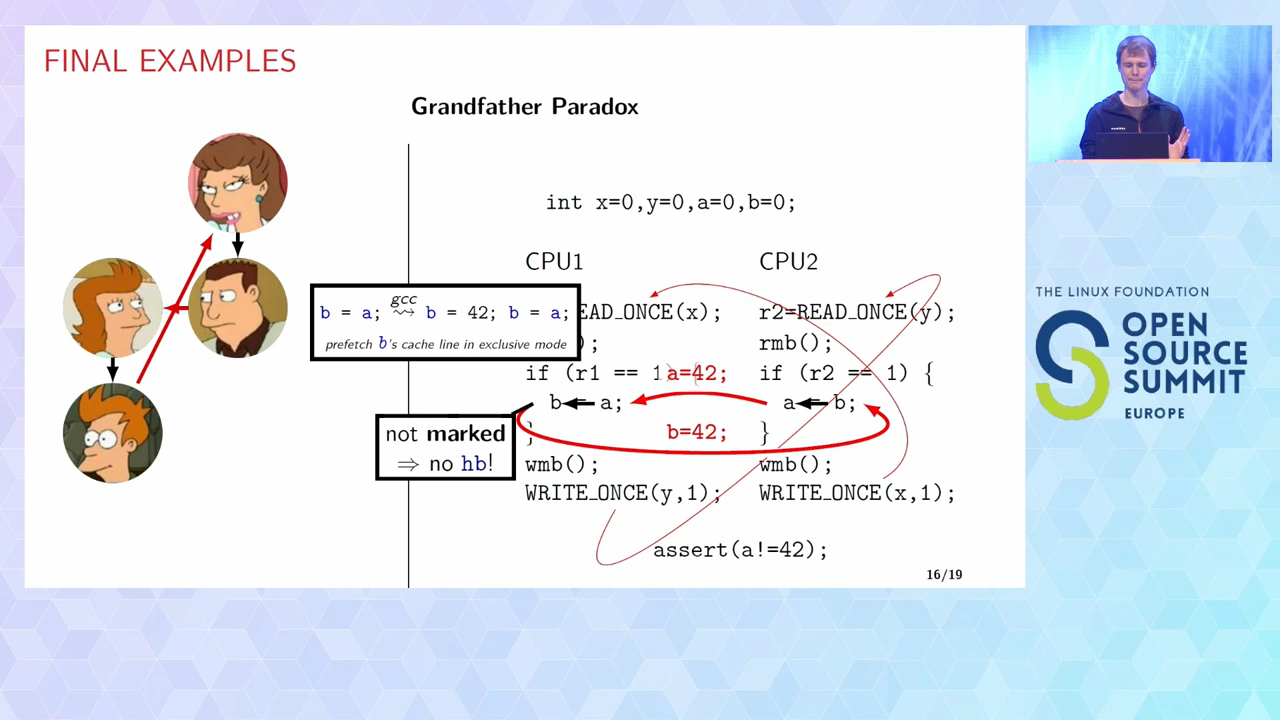 FINAL EXAMPLES
Grandfather Paradox
int x=0,y=0,a=0,b=0;
CPU1 CPU2
b = a; gcc ⇝ b = 42; b = a;
prefetch b's cache line in exclusive mode
EAD_ONCE(x); r2=READ_ONCE(y);
); rmb();
if (r1 == 1) { a=42; if (r2 == 1) {
b ← a; a ← b;
} b=42; }
not marked
⇒ no hb!
wmb(); wmb();
WRITE_ONCE(y,1); WRITE_ONCE(x,1);
assert(a!=42);
16/19
THE LINUX FOUNDATION
OPEN
SOURCE
SUMMIT
EUROPE